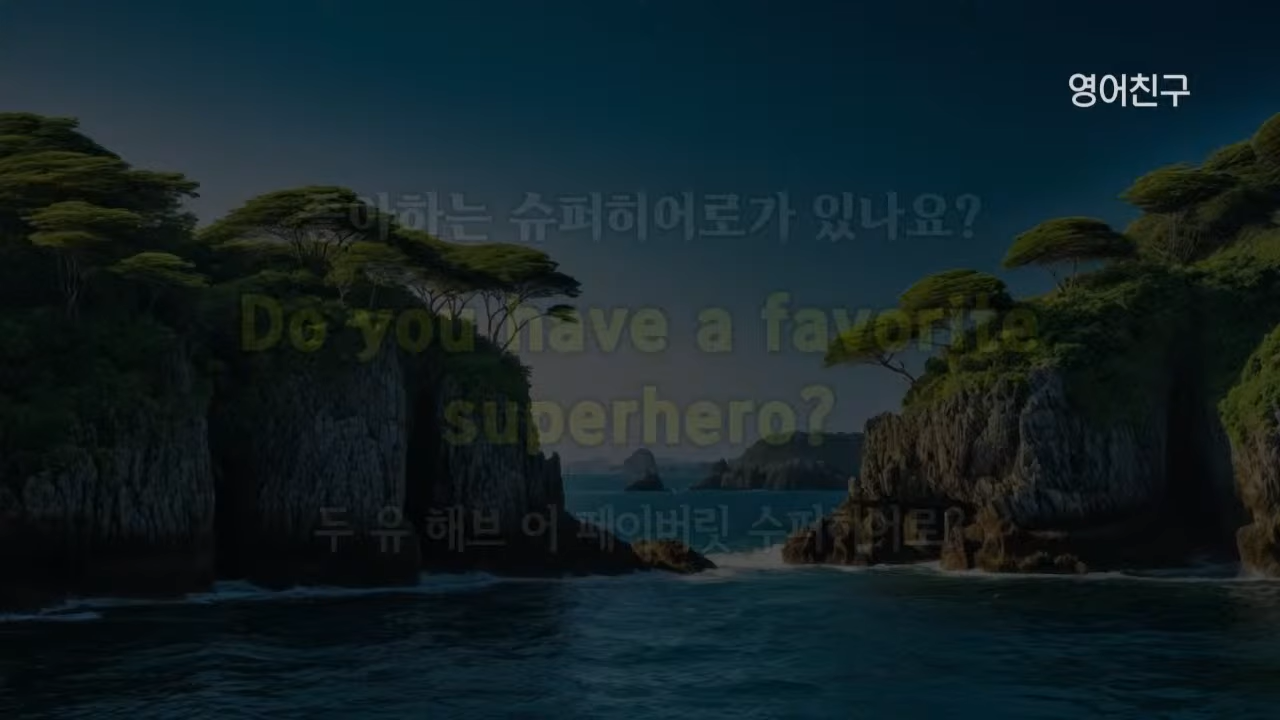 영어친구
좋아하는 슈퍼히어로가 있나요?
Do you have a favorite
superhero?
두 유 해브 어 페이버릿 슈퍼히어로?